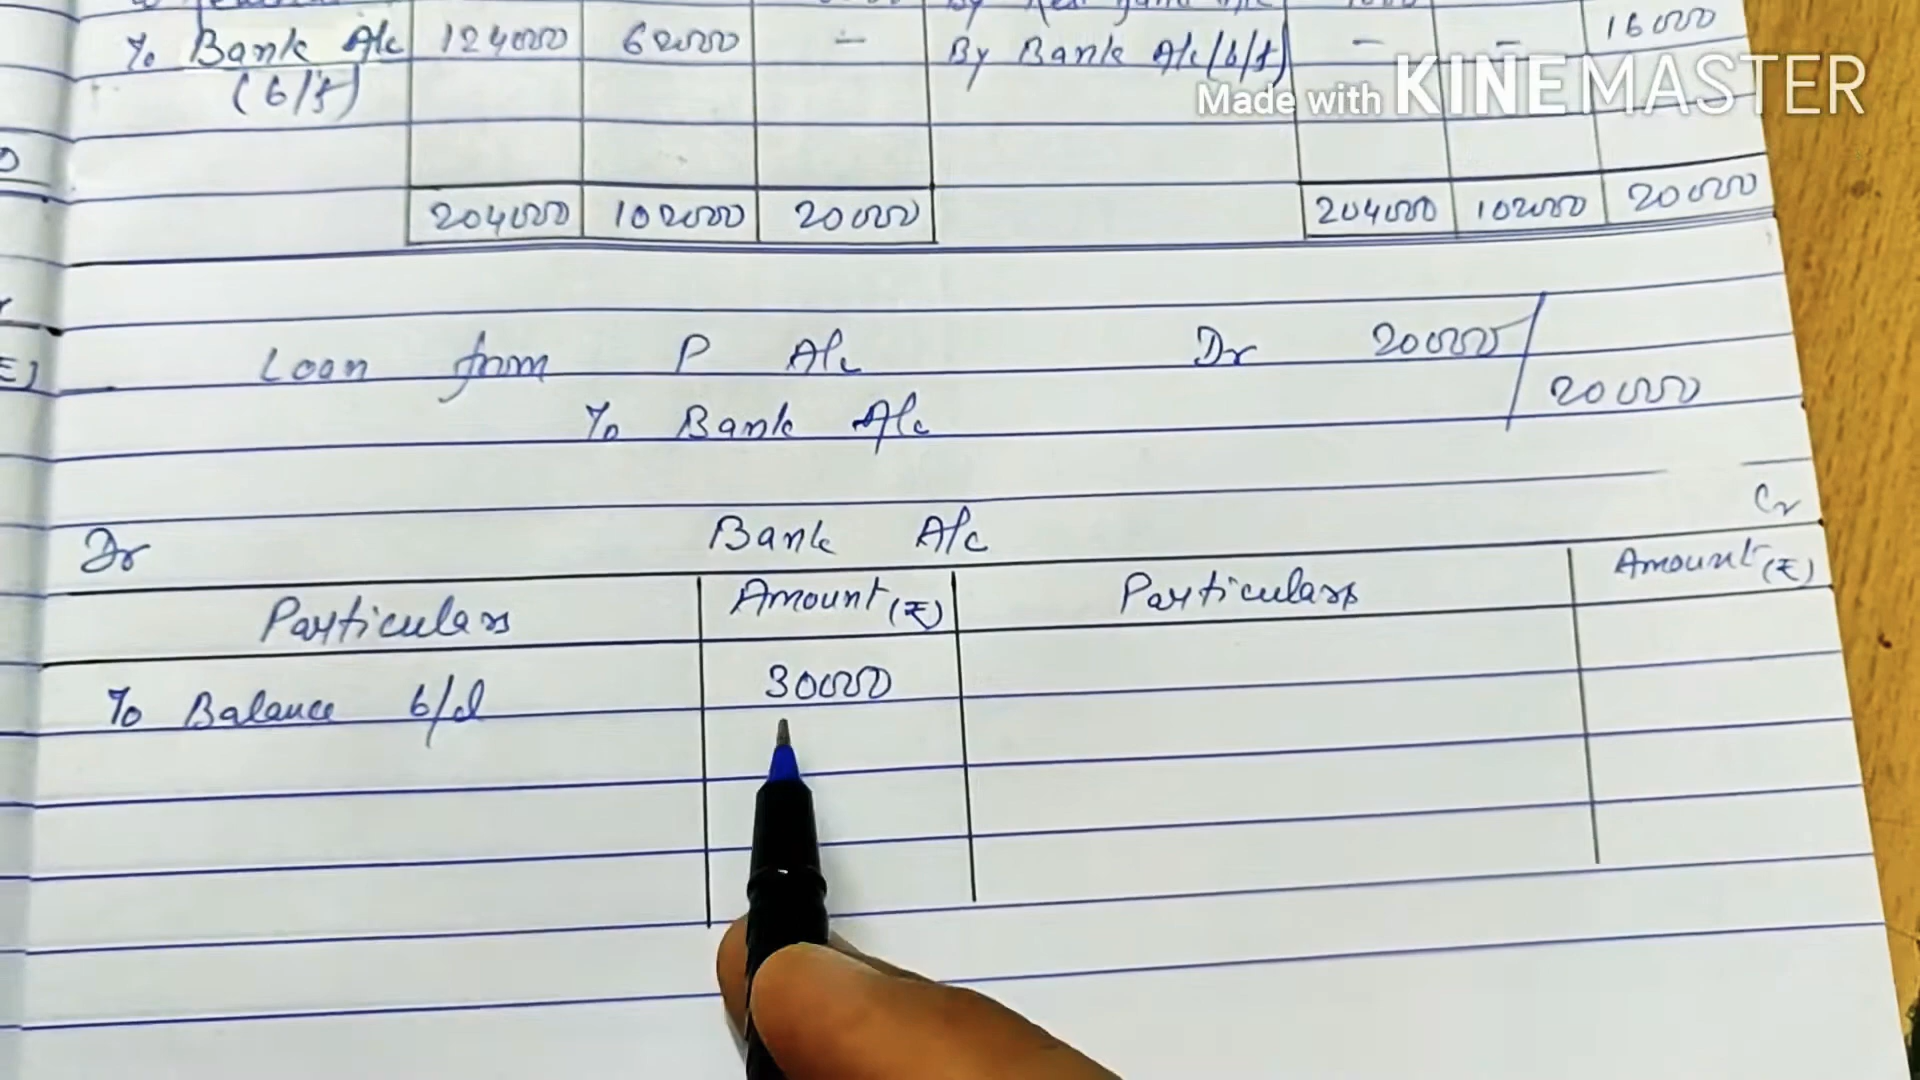 16000
To Bank A/c 124000 62000 - By Bank A/c (b/f) - -
(b/f)
Made with KINEMASTER
204000 102000 20000 204000 102000 20000
Loan from P A/c Dr 20000
To Bank A/c 20000
Dr Bank A/c Cr
Particulars Amount (₹) Particulars Amount (₹)
To Balance b/d 30000